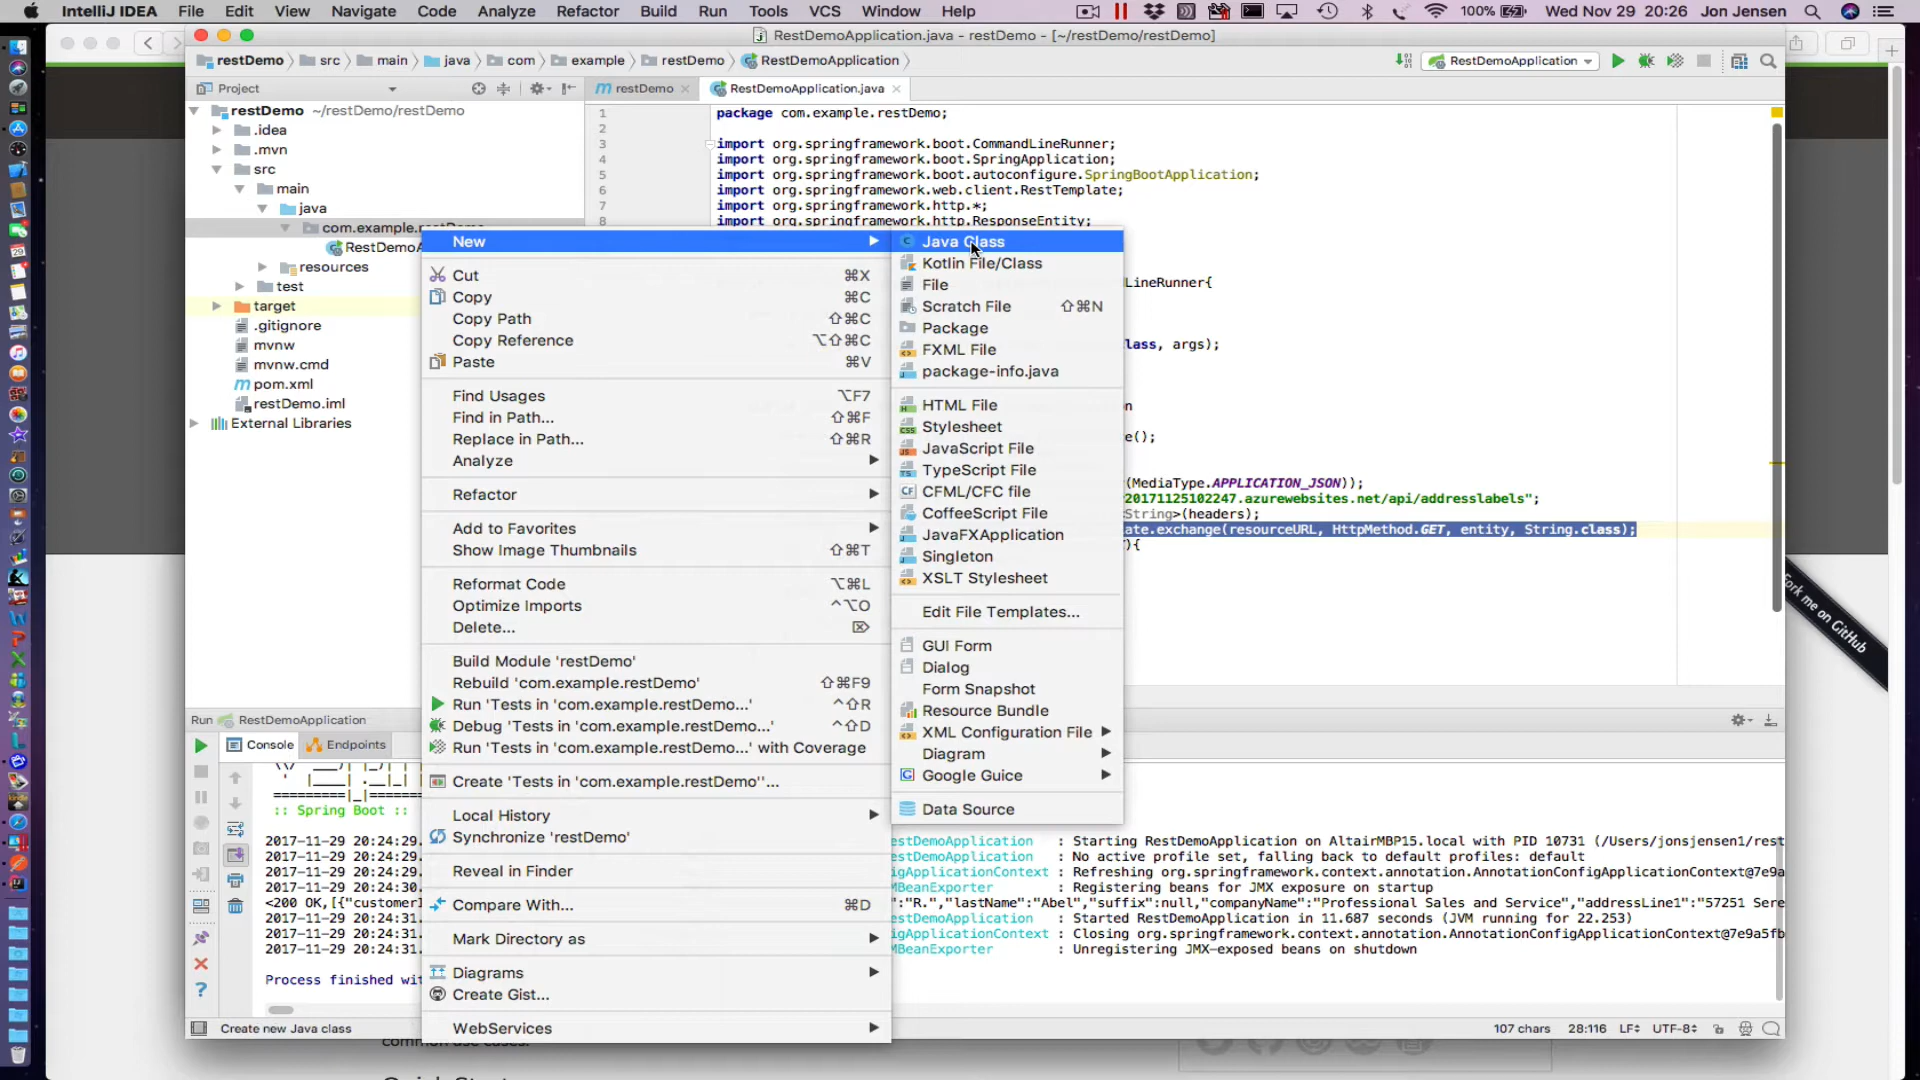 IntelliJ IDEA File Edit View Navigate Code Analyze Refactor Build Run Tools VCS Window Help 100% Wed Nov 29 20:26 Jon Jensen
RestDemoApplication.java - restDemo - [~/restDemo/restDemo]
restDemo src main java com example restDemo RestDemoApplication RestDemoApplication
Project restDemo RestDemoApplication.java
restDemo ~/restDemo/restDemo
.idea
.mvn
src
main
java
com.example.restDemo
RestDemoA
resources
test
target
.gitignore
mvnw
mvnw.cmd
pom.xml
restDemo.iml
External Libraries
1 package com.example.restDemo;
2
3 import org.springframework.boot.CommandLineRunner;
4 import org.springframework.boot.SpringApplication;
5 import org.springframework.boot.autoconfigure.SpringBootApplication;
6 import org.springframework.web.client.RestTemplate;
7 import org.springframework.http.*;
8 import org.springframework.http.ResponseEntity;
LineRunner{
lass, args);
n
e();
(MediaType.APPLICATION_JSON));
20171125102247.azurewebsites.net/api/addresslabels";
String>(headers);
ate.exchange(resourceURL, HttpMethod.GET, entity, String.class);
){
New
Cut ⌘X
Copy ⌘C
Copy Path ⇧⌘C
Copy Reference ⌥⇧⌘C
Paste ⌘V
Find Usages ⌥F7
Find in Path... ⇧⌘F
Replace in Path... ⇧⌘R
Analyze
Refactor
Add to Favorites
Show Image Thumbnails ⇧⌘T
Reformat Code ⌥⌘L
Optimize Imports ^⌥O
Delete... ⌦
Build Module 'restDemo'
Rebuild 'com.example.restDemo' ⇧⌘F9
Run 'Tests in 'com.example.restDemo...' ^⇧R
Debug 'Tests in 'com.example.restDemo...' ^⇧D
Run 'Tests in 'com.example.restDemo...' with Coverage
Create 'Tests in 'com.example.restDemo''...
Local History
Synchronize 'restDemo'
Reveal in Finder
Compare With... ⌘D
Mark Directory as
Diagrams
Create Gist...
WebServices
Java Class
Kotlin File/Class
File
Scratch File ⇧⌘N
Package
FXML File
package-info.java
HTML File
Stylesheet
JavaScript File
TypeScript File
CFML/CFC file
CoffeeScript File
JavaFXApplication
Singleton
XSLT Stylesheet
Edit File Templates...
GUI Form
Dialog
Form Snapshot
Resource Bundle
XML Configuration File
Diagram
Google Guice
Data Source
Fork me on GitHub
Run RestDemoApplication
Console Endpoints
:: Spring Boot ::
2017-11-29 20:24:29. estDemoApplication : Starting RestDemoApplication on AltairMBP15.local with PID 10731 (/Users/jonsjensen1/rest
2017-11-29 20:24:29. estDemoApplication : No active profile set, falling back to default profiles: default
2017-11-29 20:24:29. igApplicationContext : Refreshing org.springframework.context.annotation.AnnotationConfigApplicationContext@7e9a
2017-11-29 20:24:30. MBeanExporter : Registering beans for JMX exposure on startup
<200 OK,[{"customerI ":"R.","lastName":"Abel","suffix":null,"companyName":"Professional Sales and Service","addressLine1":"57251 Sere
2017-11-29 20:24:31. estDemoApplication : Started RestDemoApplication in 11.687 seconds (JVM running for 22.253)
2017-11-29 20:24:31. igApplicationContext : Closing org.springframework.context.annotation.AnnotationConfigApplicationContext@7e9a5fb
2017-11-29 20:24:31. MBeanExporter : Unregistering JMX-exposed beans on shutdown
Process finished wit
Create new Java class 107 chars 28:116 LF UTF-8
common use cases.